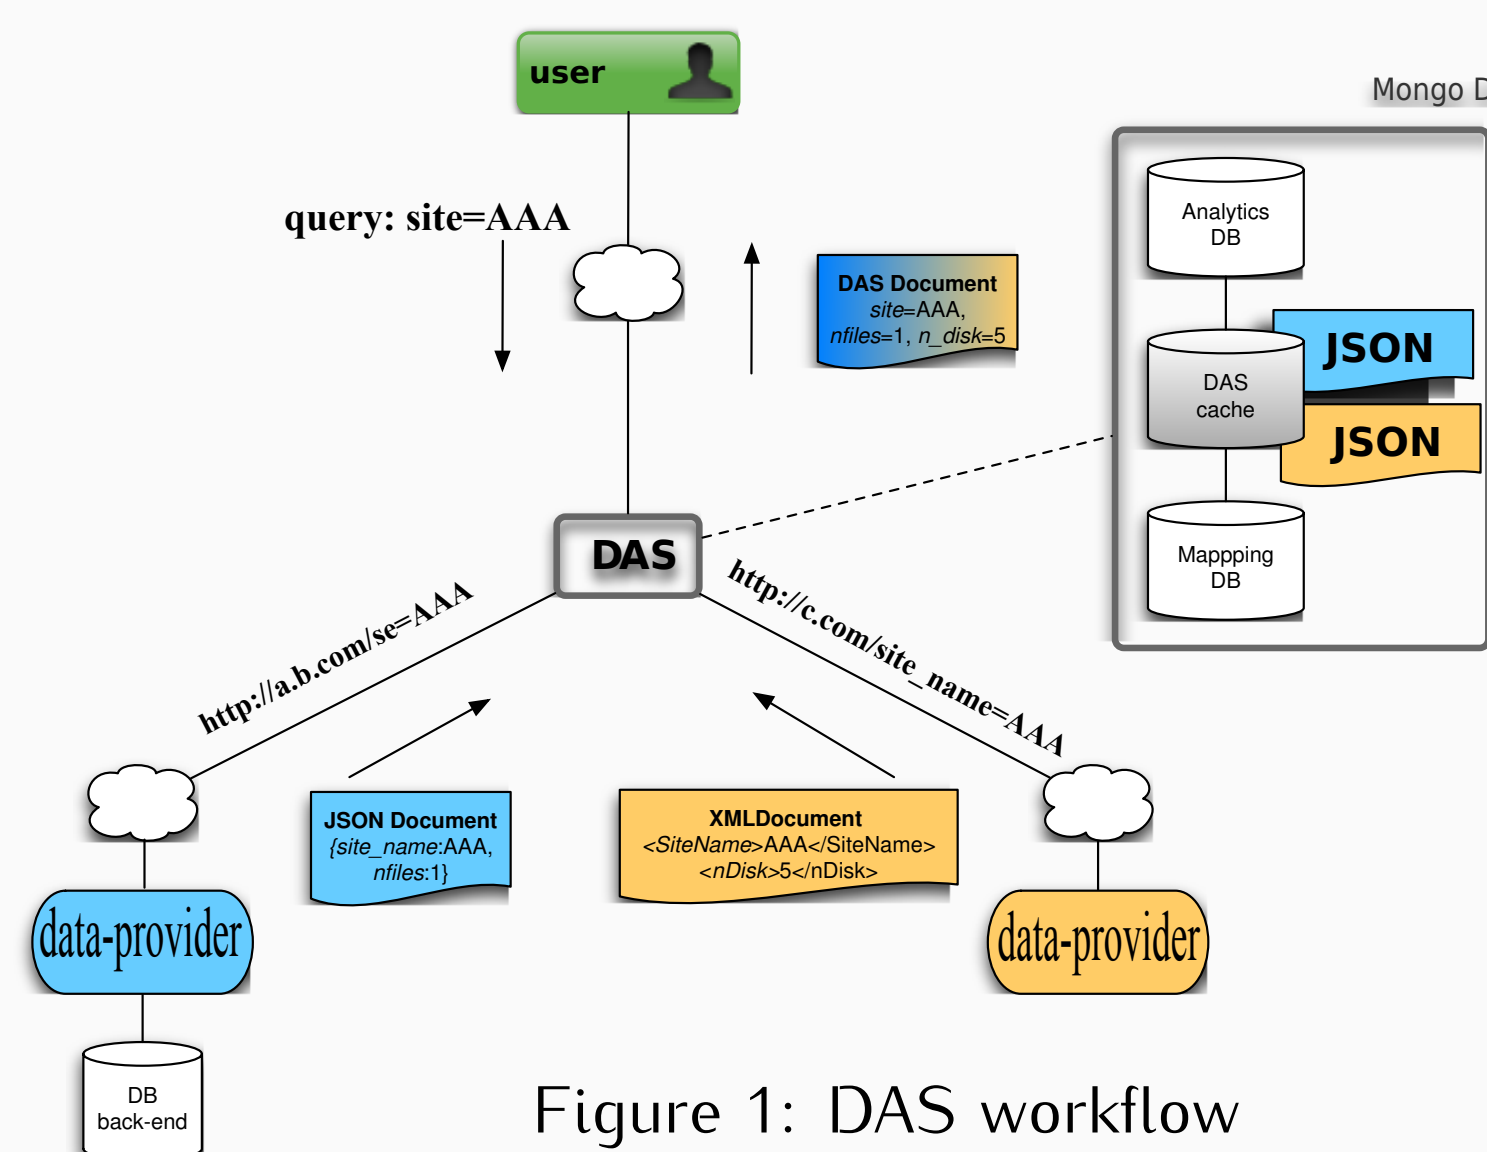 user
Mongo D
query: site=AAA
Analytics
DB
DAS Document
site=AAA,
nfiles=1, n_disk=5
JSON
DAS
cache
JSON
DAS
Mappping
DB
http://a.b.com/se=AAA
http://c.com/site_name=AAA
JSON Document
{site_name:AAA,
nfiles:1}
XMLDocument
<SiteName>AAA</SiteName>
<nDisk>5</nDisk>
data-provider
data-provider
DB
back-end
Figure 1: DAS workflow